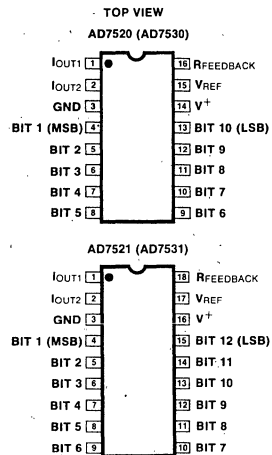 TOP VIEW
AD7520 (AD7530)
IOUT1 1 16 RFEEDBACK
IOUT2 2 15 VREF
GND 3 14 V+
BIT 1 (MSB) 4 13 BIT 10 (LSB)
BIT 2 5 12 BIT 9
BIT 3 6 11 BIT 8
BIT 4 7 10 BIT 7
BIT 5 8 9 BIT 6
AD7521 (AD7531)
IOUT1 1 18 RFEEDBACK
IOUT2 2 17 VREF
GND 3 16 V+
BIT 1 (MSB) 4 15 BIT 12 (LSB)
BIT 2 5 14 BIT 11
BIT 3 6 13 BIT 10
BIT 4 7 12 BIT 9
BIT 5 8 11 BIT 8
BIT 6 9 10 BIT 7